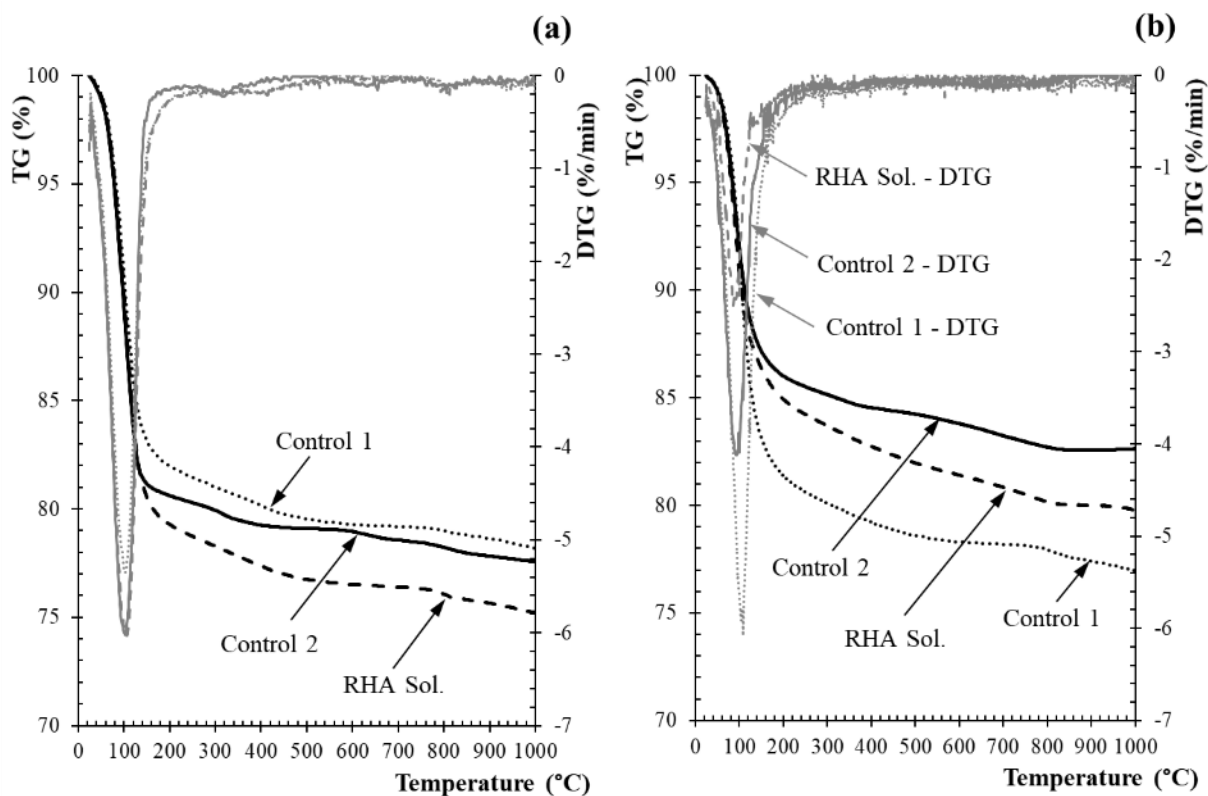 (a)
TG (%)
100
95
90
85
80
75
70
0
-1
-2
-3
-4
-5
-6
-7
DTG (%/min)
Control 1
Control 2
RHA Sol.
0 100 200 300 400 500 600 700 800 900 1000
Temperature (°C)
(b)
TG (%)
100
95
90
85
80
75
70
0
-1
-2
-3
-4
-5
-6
-7
DTG (%/min)
RHA Sol. - DTG
Control 2 - DTG
Control 1 - DTG
Control 2
RHA Sol.
Control 1
0 100 200 300 400 500 600 700 800 900 1000
Temperature (°C)